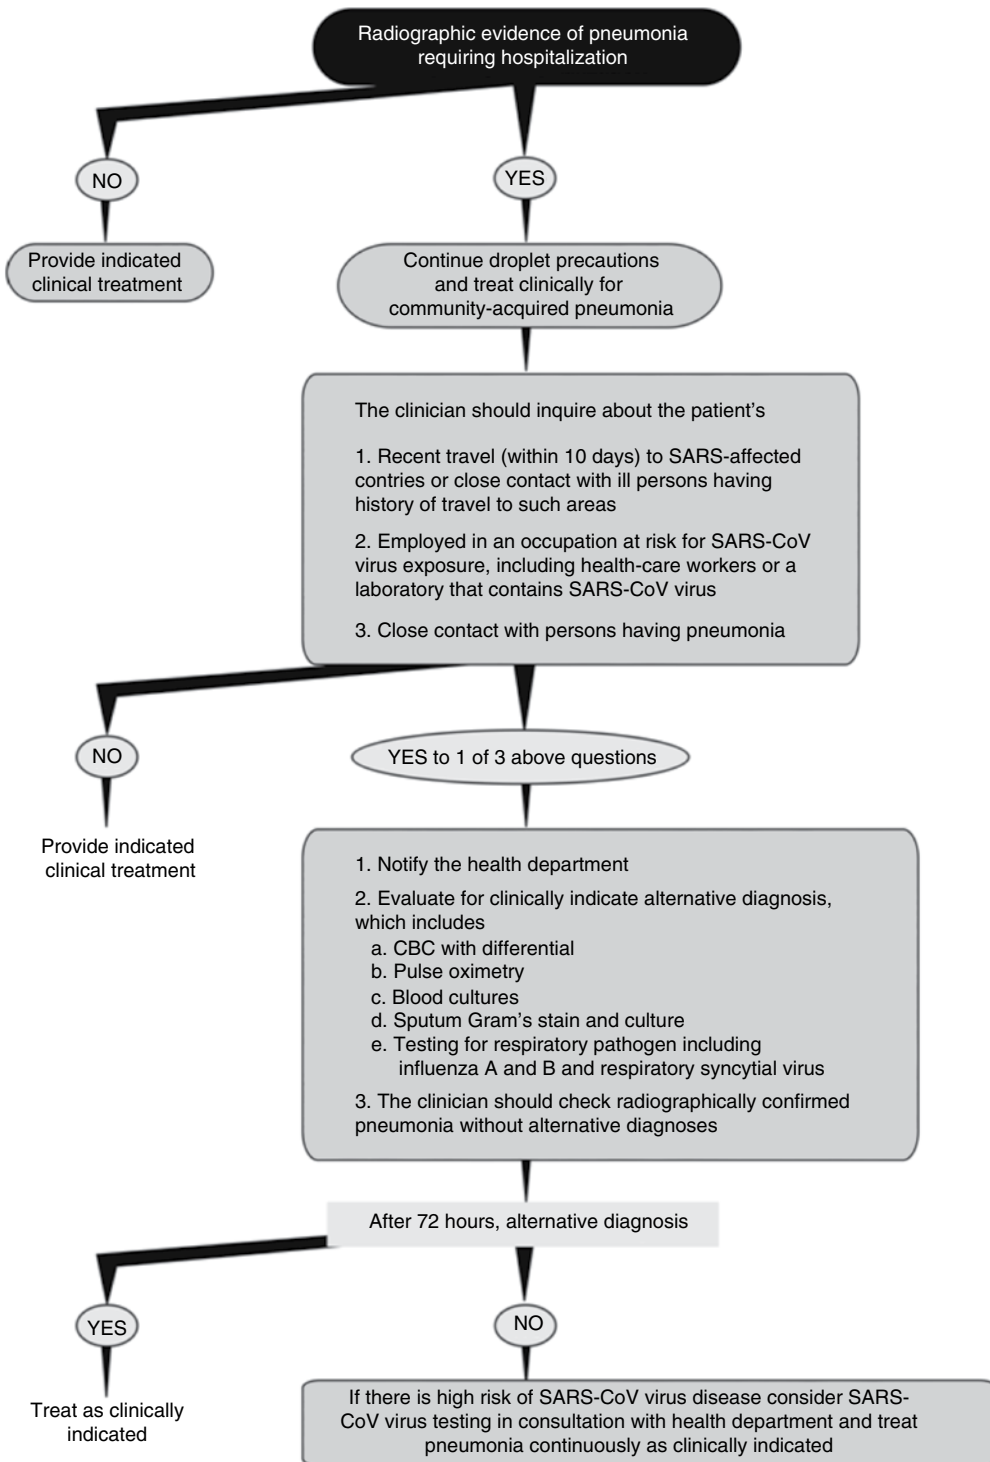 Radiographic evidence of pneumonia
requiring hospitalization
NO
YES
Provide indicated
clinical treatment
Continue droplet precautions
and treat clinically for
community-acquired pneumonia
The clinician should inquire about the patient's
1. Recent travel (within 10 days) to SARS-affected
contries or close contact with ill persons having
history of travel to such areas
2. Employed in an occupation at risk for SARS-CoV
virus exposure, including health-care workers or a
laboratory that contains SARS-CoV virus
3. Close contact with persons having pneumonia
NO
YES to 1 of 3 above questions
Provide indicated
clinical treatment
1. Notify the health department
2. Evaluate for clinically indicate alternative diagnosis,
which includes
a. CBC with differential
b. Pulse oximetry
c. Blood cultures
d. Sputum Gram's stain and culture
e. Testing for respiratory pathogen including
influenza A and B and respiratory syncytial virus
3. The clinician should check radiographically confirmed
pneumonia without alternative diagnoses
After 72 hours, alternative diagnosis
YES
NO
Treat as clinically
indicated
If there is high risk of SARS-CoV virus disease consider SARS-
CoV virus testing in consultation with health department and treat
pneumonia continuously as clinically indicated